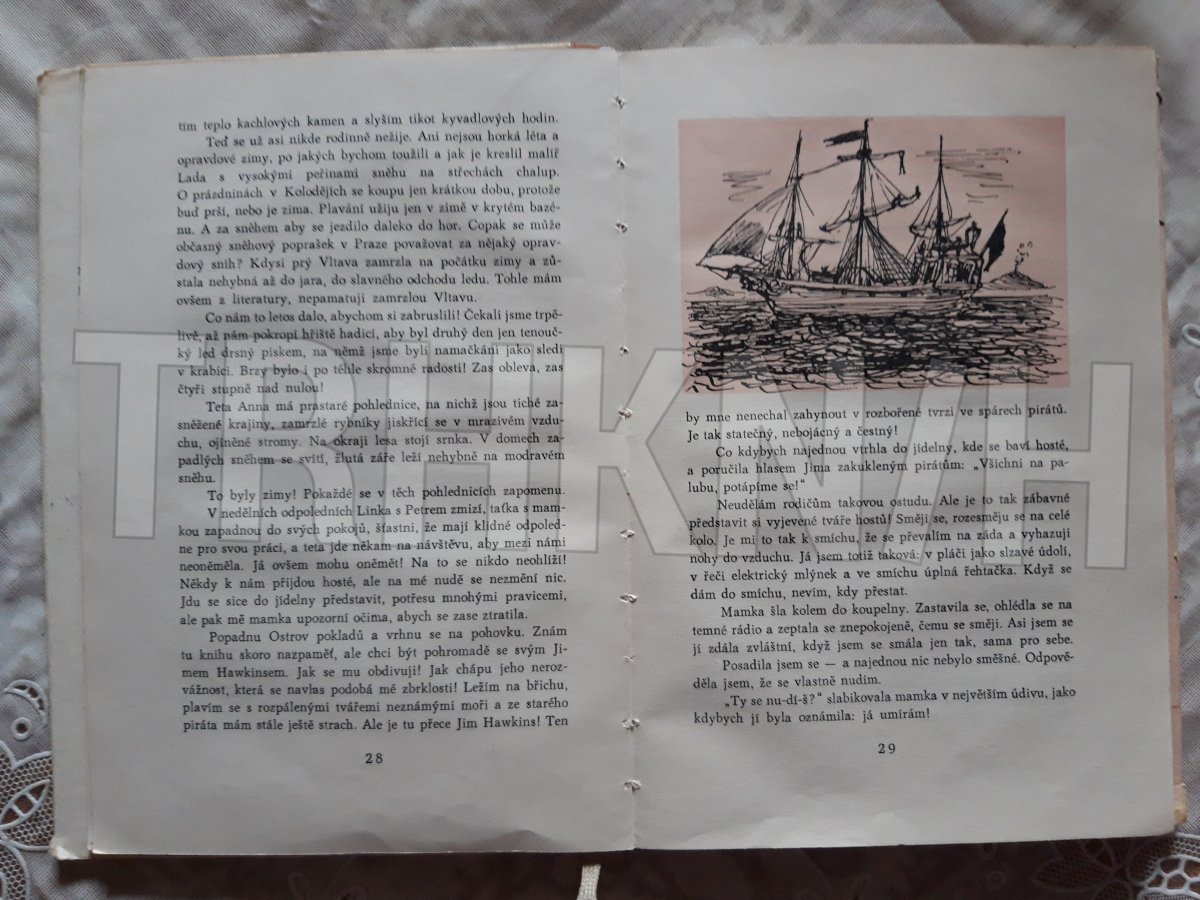 tím teplo kachlových kamen a slyším tikot kyvadlových hodin.
Teď se už asi nikde rodinně nežije. Ani nejsou horká léta a
opravdové zimy, po jakých bychom toužili a jak je kreslil malíř
Lada s vysokými peřinami sněhu na střechách chalup.
O prázdninách v Kolodějích se koupu jen krátkou dobu, protože
buď prší, nebo je zima. Plavání užiju jen v zimě v krytém bazé-
nu. A za sněhem aby se jezdilo daleko do hor. Copak se může
občasný sněhový poprašek v Praze považovat za nějaký oprav-
dový sníh? Kdysi prý Vltava zamrzla na počátku zimy a zů-
stala nehybná až do jara, do slavného odchodu ledu. Tohle mám
ovšem z literatury, nepamatuji zamrzlou Vltavu.
Co nám to letos dalo, abychom si zabruslili! Čekali jsme trpě-
livě, až nám pokropí hřiště hadicí, aby byl druhý den jen tenouč-
ký led drsný pískem, na němž jsme byli namačkáni jako sledi
v krabici. Brzy bylo i po téhle skromné radosti! Zas obleva, zas
čtyři stupně nad nulou!
Teta Anna má prastaré pohlednice, na nichž jsou tiché za-
sněžené krajiny, zamrzlé rybníky jiskřící se v mrazivém vzdu-
chu, ojíněné stromy. Na okraji lesa stojí srnka. V domech za-
padlých sněhem se svítí, žlutá záře leží nehybně na modravém
sněhu.
To byly zimy! Pokaždé se v těch pohlednicích zapomenu.
V nedělních odpoledních Linka s Petrem zmizí, taťka s mam-
kou zapadnou do svých pokojů, šťastni, že mají klidné odpoled-
ne pro svou práci, a teta jde někam na návštěvu, aby mezi námi
neoněměla. Já ovšem mohu oněmět! Na to se nikdo neohlíží!
Někdy k nám přijdou hosté, ale na mé nudě se nezmění nic.
Jdu se sice do jídelny představit, potřesu mnohými pravicemi,
ale pak mě mamka upozorní očima, abych se zase ztratila.
Popadnu Ostrov pokladů a vrhnu se na pohovku. Znám
tu knihu skoro nazpaměť, ale chci být pohromadě se svým Ji-
mem Hawkinsem. Jak se mu obdivuji! Jak chápu jeho neroz-
vážnost, která se navlas podobá mé zbrklosti! Ležím na břichu,
plavím se s rozpálenými tvářemi neznámými moři a ze starého
piráta mám stále ještě strach. Ale je tu přece Jim Hawkins! Ten
28
by mne nenechal zahynout v rozbořené tvrzi ve spárech pirátů.
Je tak statečný, nebojácný a čestný!
Co kdybych najednou vtrhla do jídelny, kde se baví hosté,
a poručila hlasem Jima zakukleným pirátům: „Všichni na pa-
lubu, potápíme se!“
Neudělám rodičům takovou ostudu. Ale je to tak zábavné
představit si vyjevené tváře hostů! Směji se, rozesměju se na celé
kolo. Je mi to tak k smíchu, že se převalím na záda a vyhazuji
nohy do vzduchu. Já jsem totiž taková: v pláči jako slzavé údolí,
v řeči elektrický mlýnek a ve smíchu úplná řehtačka. Když se
dám do smíchu, nevím, kdy přestat.
Mamka šla kolem do koupelny. Zastavila se, ohlédla se na
temné rádio a zeptala se znepokojeně, čemu se směji. Asi jsem se
jí zdála zvláštní, když jsem se smála jen tak, sama pro sebe.
Posadila jsem se — a najednou nic nebylo směšné. Odpově-
děla jsem, že se vlastně nudím.
„Ty se nu-dí-š?“ slabikovala mamka v největším údivu, jako
kdybych jí byla oznámila: já umírám!
29